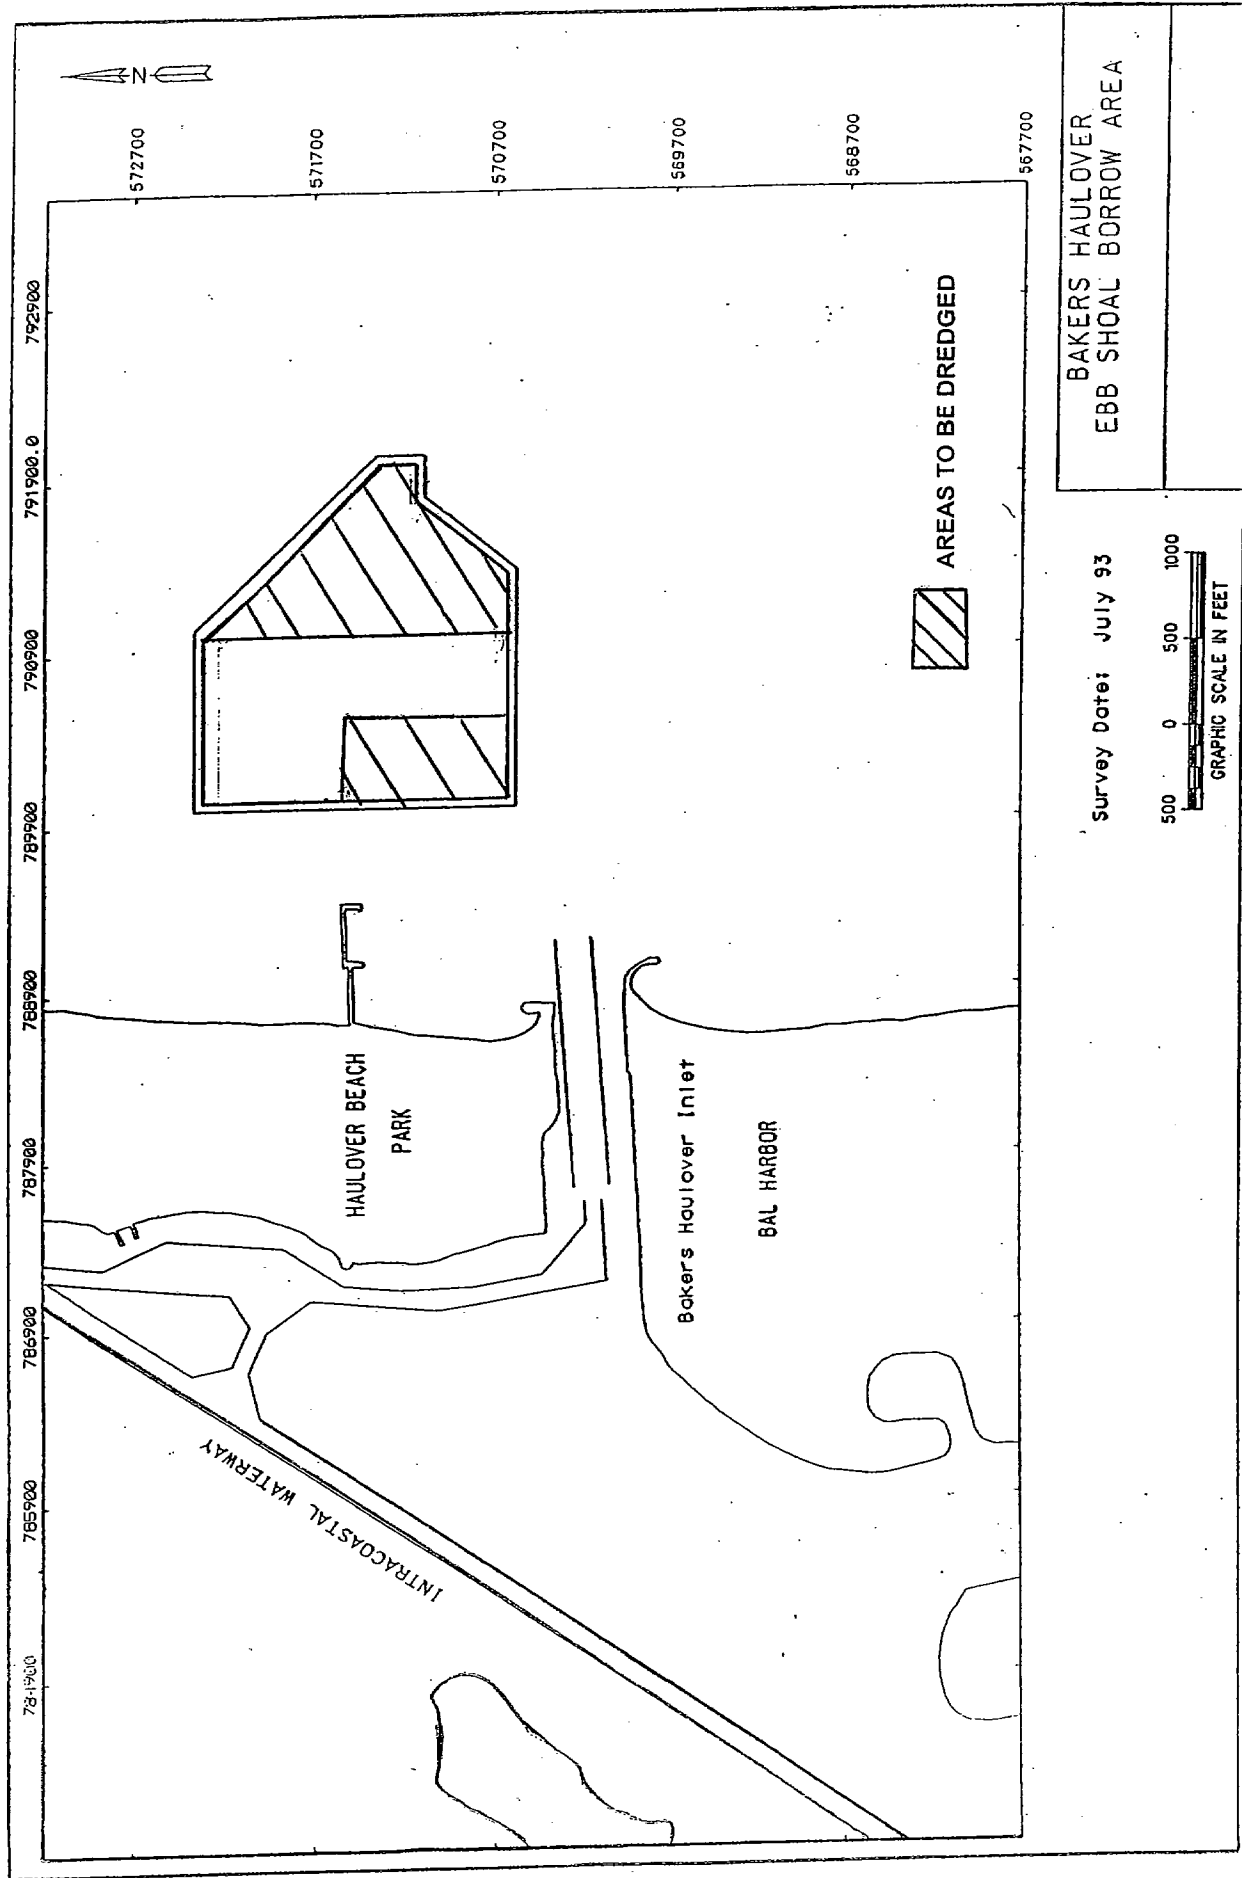 N
784900
785900
786900
787900
788900
789900
790900
791900.0
792900
572700
571700
570700
569700
568700
567700
INTRACOASTAL WATERWAY
HAULOVER BEACH
PARK
Bakers Haulover Inlet
BAL HARBOR
AREAS TO BE DREDGED
Survey Date: July 93
500 0 500 1000
GRAPHIC SCALE IN FEET
BAKERS HAULOVER
EBB SHOAL BORROW AREA